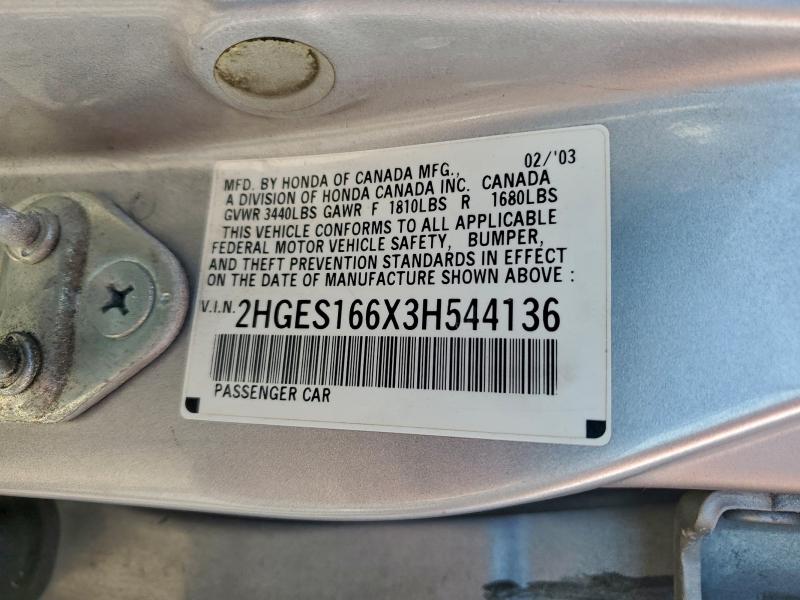 02/'03
MFD. BY HONDA OF CANADA MFG.,
A DIVISION OF HONDA CANADA INC. CANADA
GVWR 3440LBS GAWR F 1810LBS R 1680LBS
THIS VEHICLE CONFORMS TO ALL APPLICABLE
FEDERAL MOTOR VEHICLE SAFETY, BUMPER,
AND THEFT PREVENTION STANDARDS IN EFFECT
ON THE DATE OF MANUFACTURE SHOWN ABOVE :
V.I.N. 2HGES166X3H544136
PASSENGER CAR